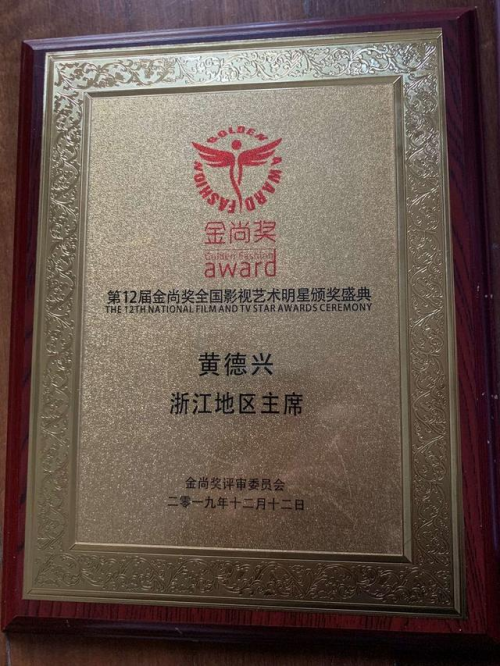 GOLDEN FASHION AWARD
金尚奖
Golden Fashion
award
第12届金尚奖全国影视艺术明星颁奖盛典
THE 12TH NATIONAL FILM AND TV STAR AWARDS CEREMONY
黄德兴
浙江地区主席
金尚奖评审委员会
二零一九年十二月十二日